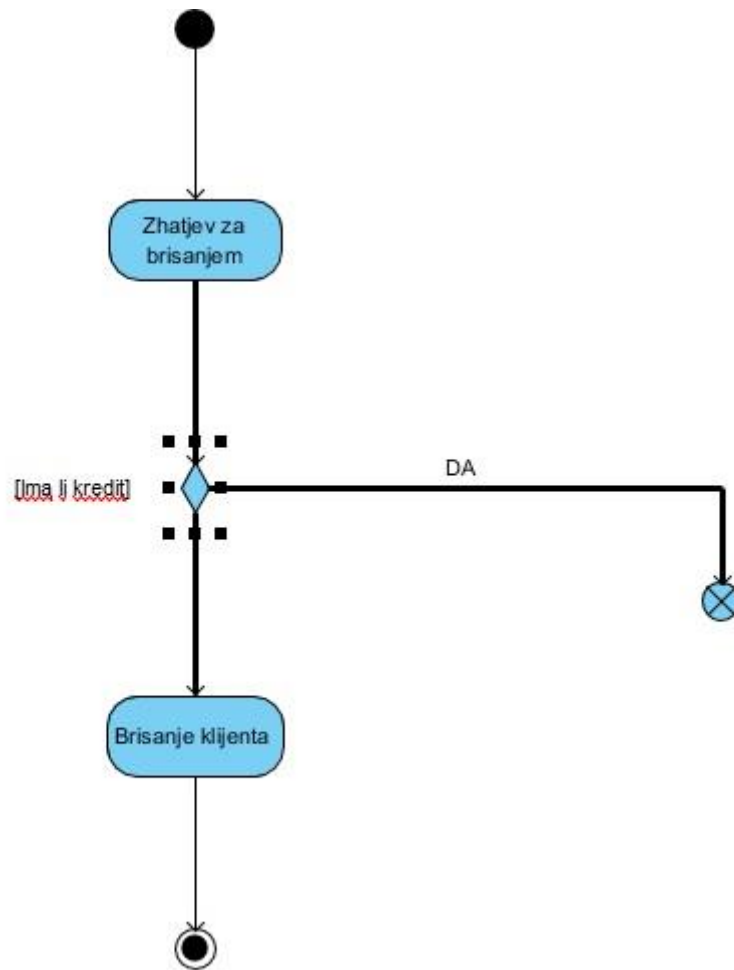 Zhatjev za
brisanjem
[Ima li kredit]
DA
Brisanje klijenta